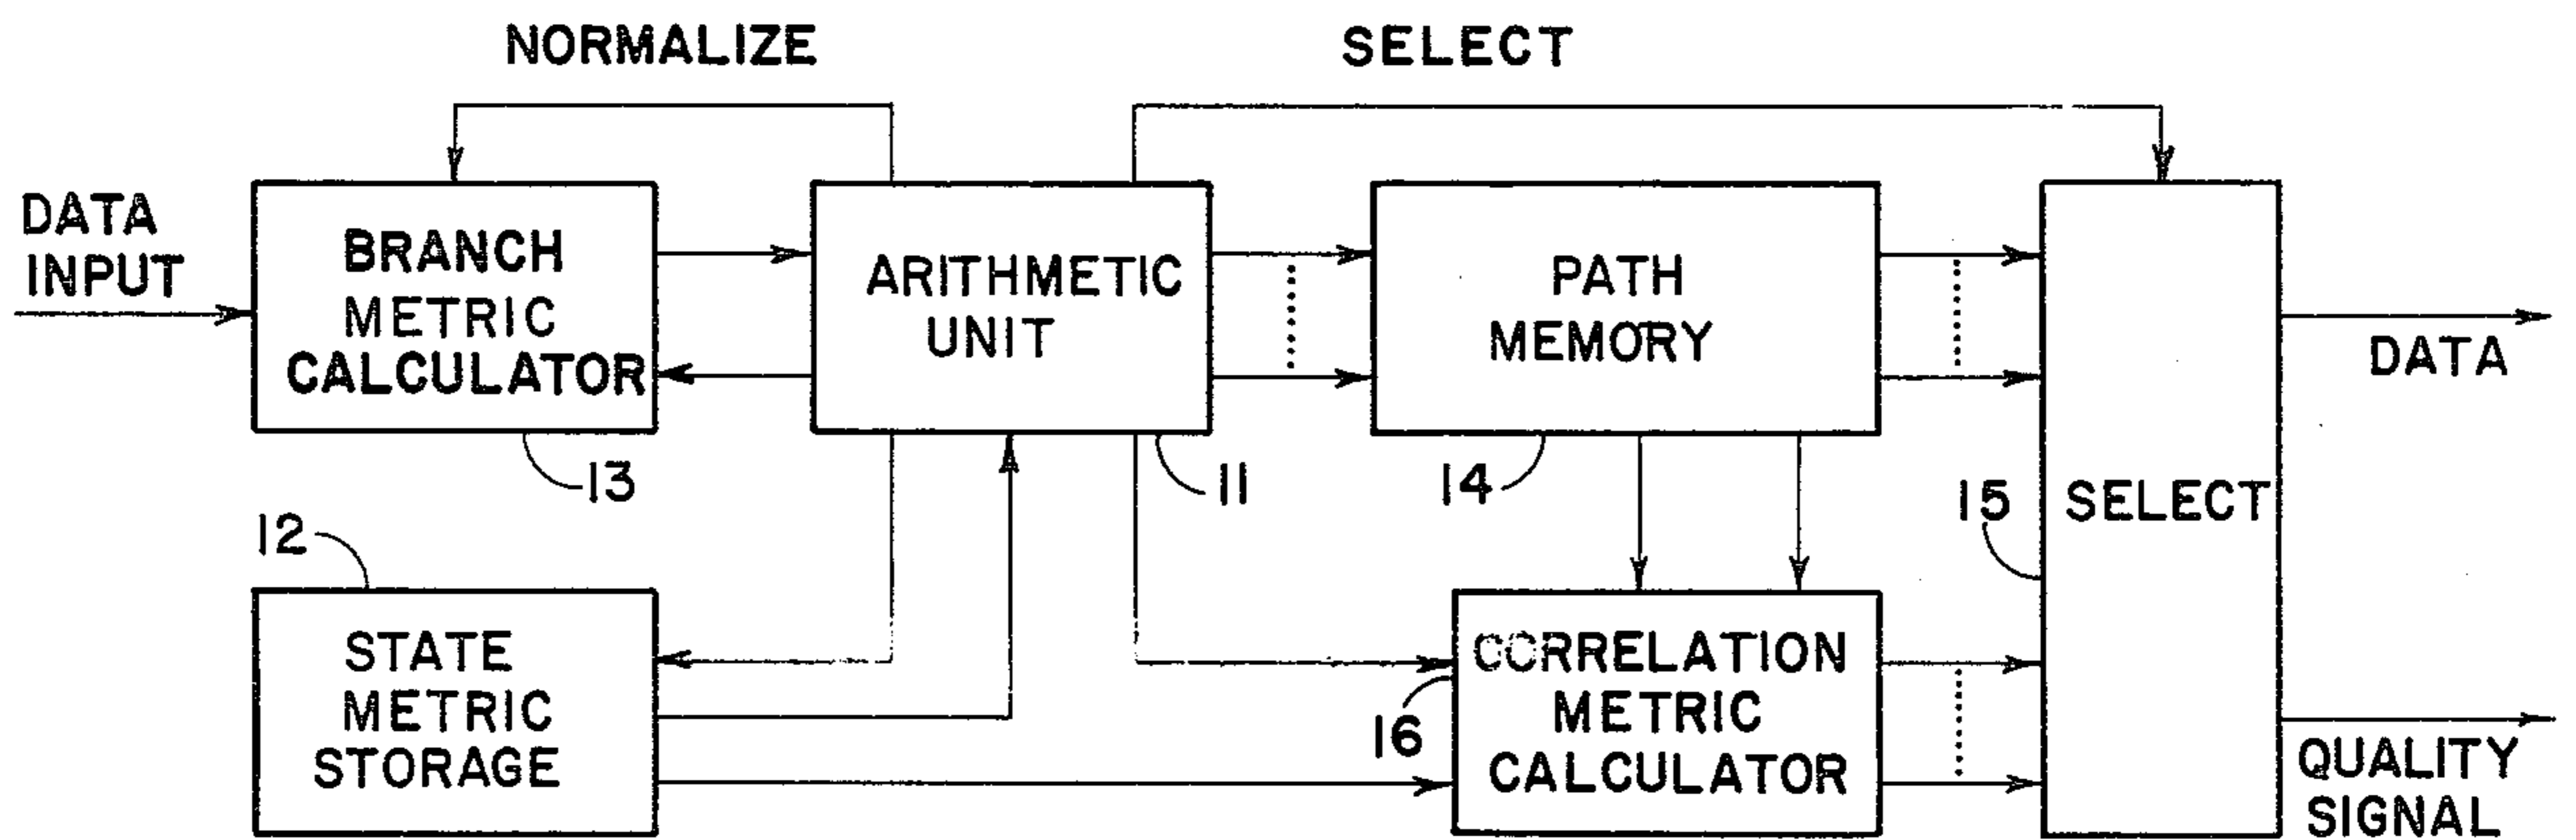 NORMALIZE
SELECT
DATA
INPUT
BRANCH
METRIC
CALCULATOR
ARITHMETIC
UNIT
PATH
MEMORY
DATA
13
11
14
15
SELECT
12
STATE
METRIC
STORAGE
16
CORRELATION
METRIC
CALCULATOR
QUALITY
SIGNAL